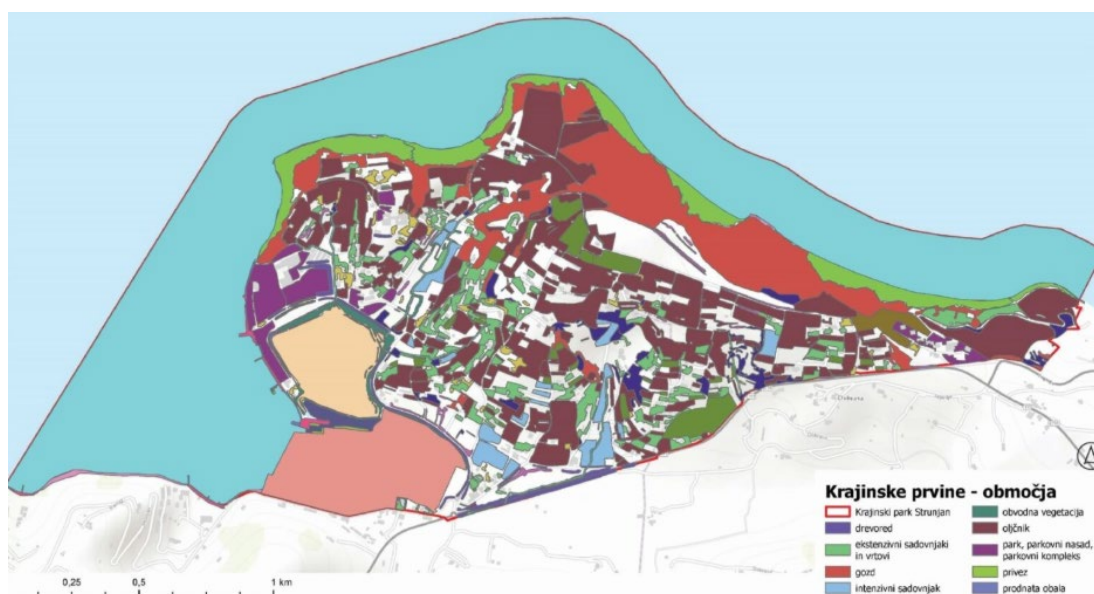 Krajinske prvine - območja
Krajinski park Strunjan
drevored
ekstenzivni sadovnjaki
in vrtovi
gozd
intenzivni sadovnjak
obvodna vegetacija
oljčnik
park, parkovni nasad,
parkovni kompleks
privez
prodnata obala
0,25
0,5
1 km